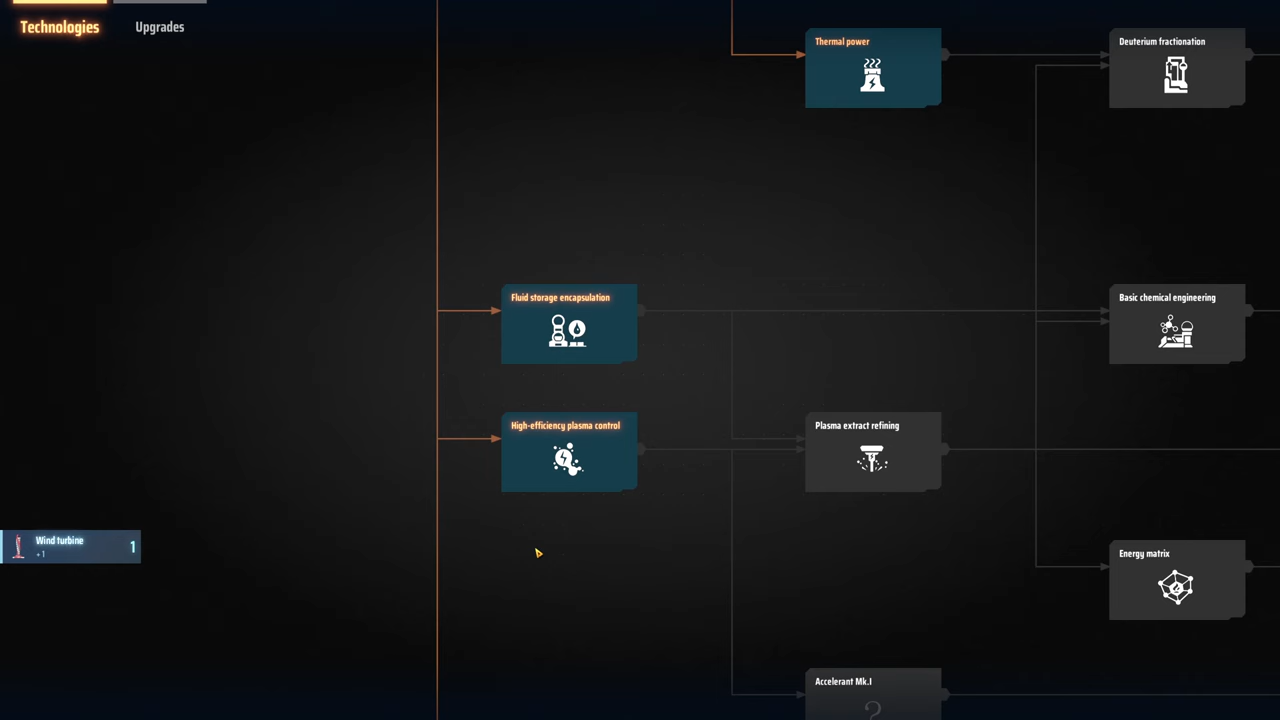 Technologies
Upgrades
Thermal power
Deuterium fractionation
Fluid storage encapsulation
Basic chemical engineering
High-efficiency plasma control
Plasma extract refining
Wind turbine
+1
1
Energy matrix
Accelerant Mk.I
?